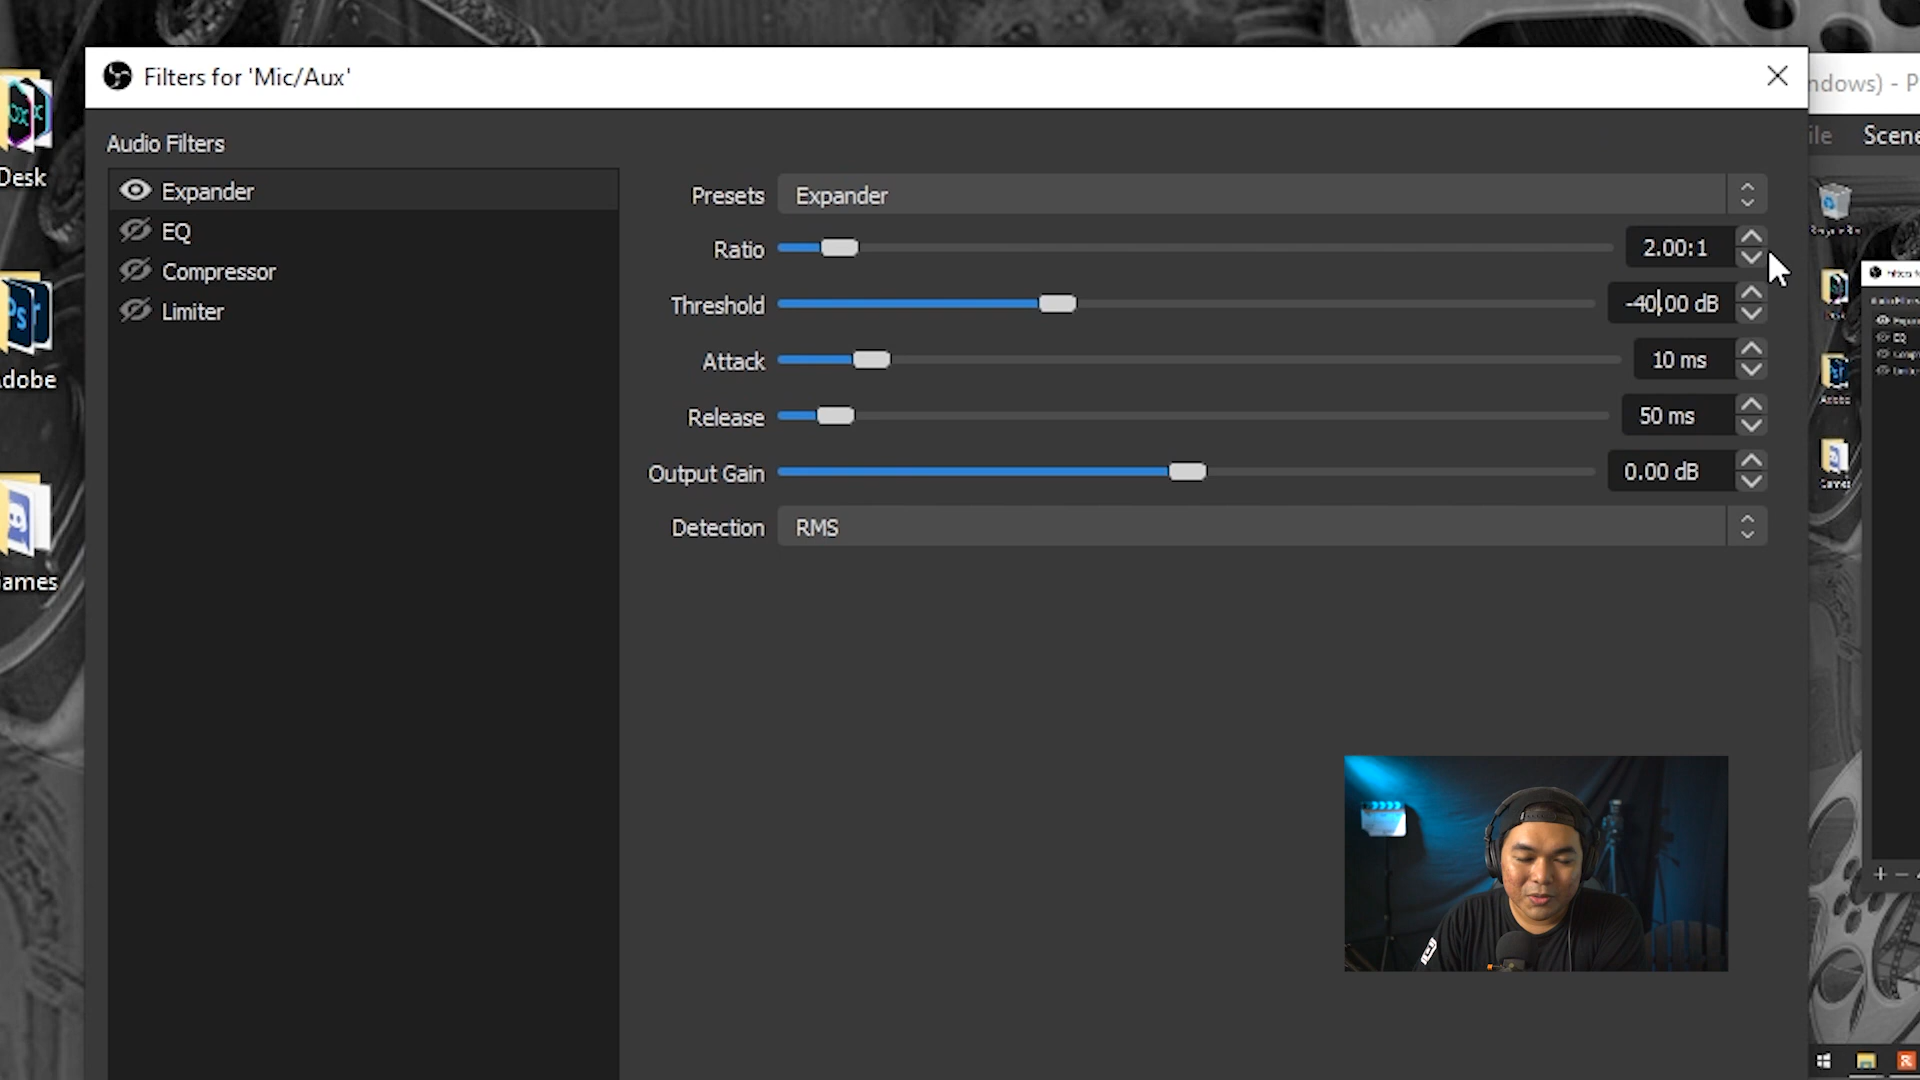 Filters for 'Mic/Aux'
ndows) - P
ile Scene
Audio Filters
Desk
Expander
EQ
Compressor
Limiter
Presets Expander
Ratio 2.00:1
Threshold -40.00 dB
Attack 10 ms
Release 50 ms
Output Gain 0.00 dB
Detection RMS
dobe
ames
Ps